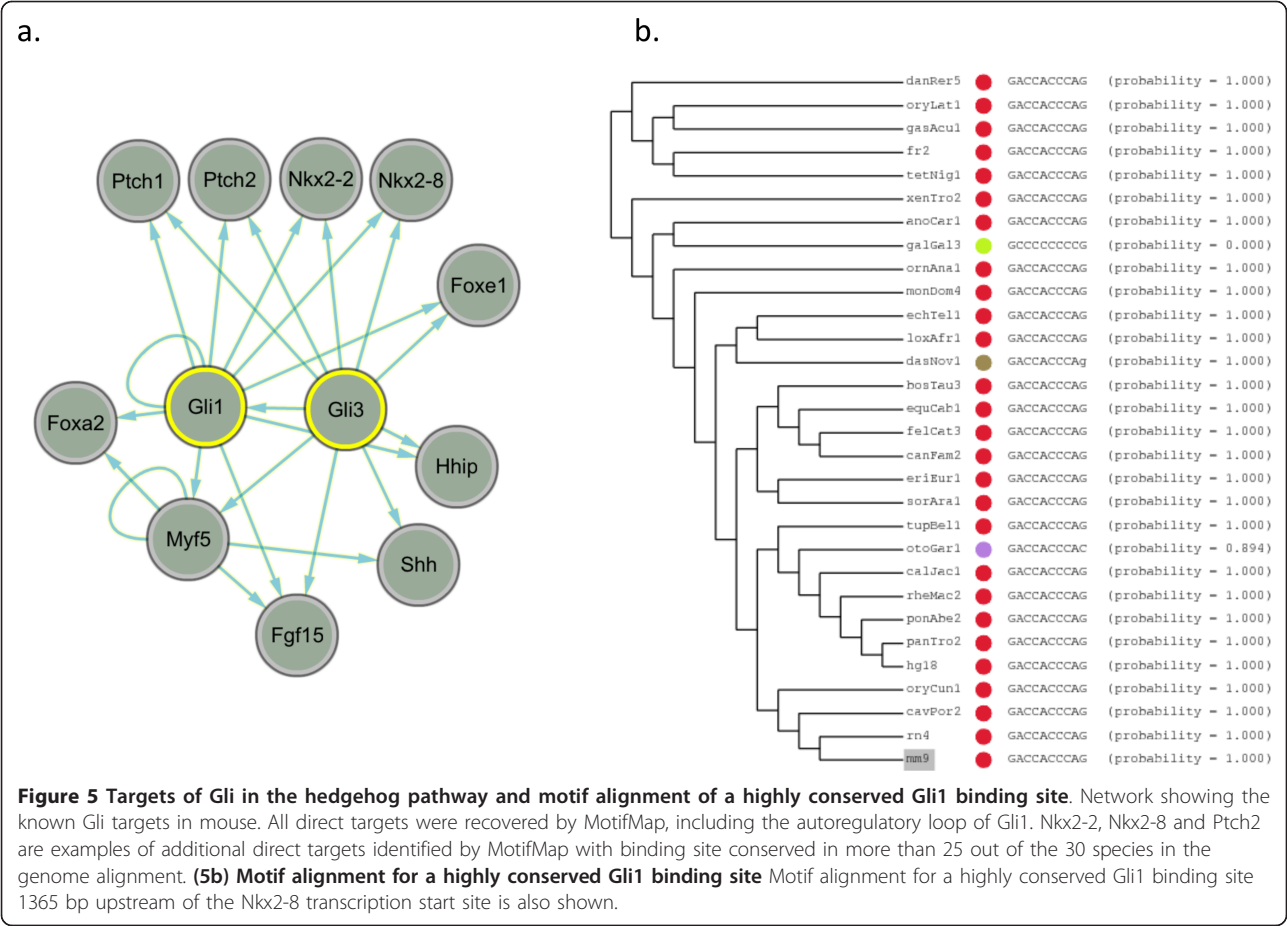 a.
b.
Ptch1
Ptch2
Nkx2-2
Nkx2-8
Foxe1
Gli1
Gli3
Foxa2
Hhip
Myf5
Shh
Fgf15
danRer5 GACCACCCAG (probability = 1.000)
oryLat1 GACCACCCAG (probability = 1.000)
gasAcu1 GACCACCCAG (probability = 1.000)
fr2 GACCACCCAG (probability = 1.000)
tetNig1 GACCACCCAG (probability = 1.000)
xenTro2 GACCACCCAG (probability = 1.000)
anoCar1 GACCACCCAG (probability = 1.000)
galGal3 GCCCCCCCCG (probability = 0.000)
ornAna1 GACCACCCAG (probability = 1.000)
monDom4 GACCACCCAG (probability = 1.000)
echTel1 GACCACCCAG (probability = 1.000)
loxAfr1 GACCACCCAG (probability = 1.000)
dasNov1 GACCACCCAg (probability = 1.000)
bosTau3 GACCACCCAG (probability = 1.000)
equCab1 GACCACCCAG (probability = 1.000)
felCat3 GACCACCCAG (probability = 1.000)
canFam2 GACCACCCAG (probability = 1.000)
eriEur1 GACCACCCAG (probability = 1.000)
sorAra1 GACCACCCAG (probability = 1.000)
tupBel1 GACCACCCAG (probability = 1.000)
otoGar1 GACCACCCAC (probability = 0.894)
calJac1 GACCACCCAG (probability = 1.000)
rheMac2 GACCACCCAG (probability = 1.000)
ponAbe2 GACCACCCAG (probability = 1.000)
panTro2 GACCACCCAG (probability = 1.000)
hg18 GACCACCCAG (probability = 1.000)
oryCun1 GACCACCCAG (probability = 1.000)
cavPor2 GACCACCCAG (probability = 1.000)
rn4 GACCACCCAG (probability = 1.000)
mm9 GACCACCCAG (probability = 1.000)
Figure 5 Targets of Gli in the hedgehog pathway and motif alignment of a highly conserved Gli1 binding site. Network showing the
known Gli targets in mouse. All direct targets were recovered by MotifMap, including the autoregulatory loop of Gli1. Nkx2-2, Nkx2-8 and Ptch2
are examples of additional direct targets identified by MotifMap with binding site conserved in more than 25 out of the 30 species in the
genome alignment. (5b) Motif alignment for a highly conserved Gli1 binding site Motif alignment for a highly conserved Gli1 binding site
1365 bp upstream of the Nkx2-8 transcription start site is also shown.